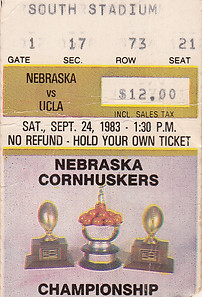 SOUTH STADIUM
1 17 73 21
GATE SEC. ROW SEAT
NEBRASKA
VS
UCLA
$12.00
INCL. SALES TAX
SAT., SEPT. 24, 1983 - 1:30 P.M.
NO REFUND - HOLD YOUR OWN TICKET
NEBRASKA
CORNHUSKERS
CHAMPIONSHIP